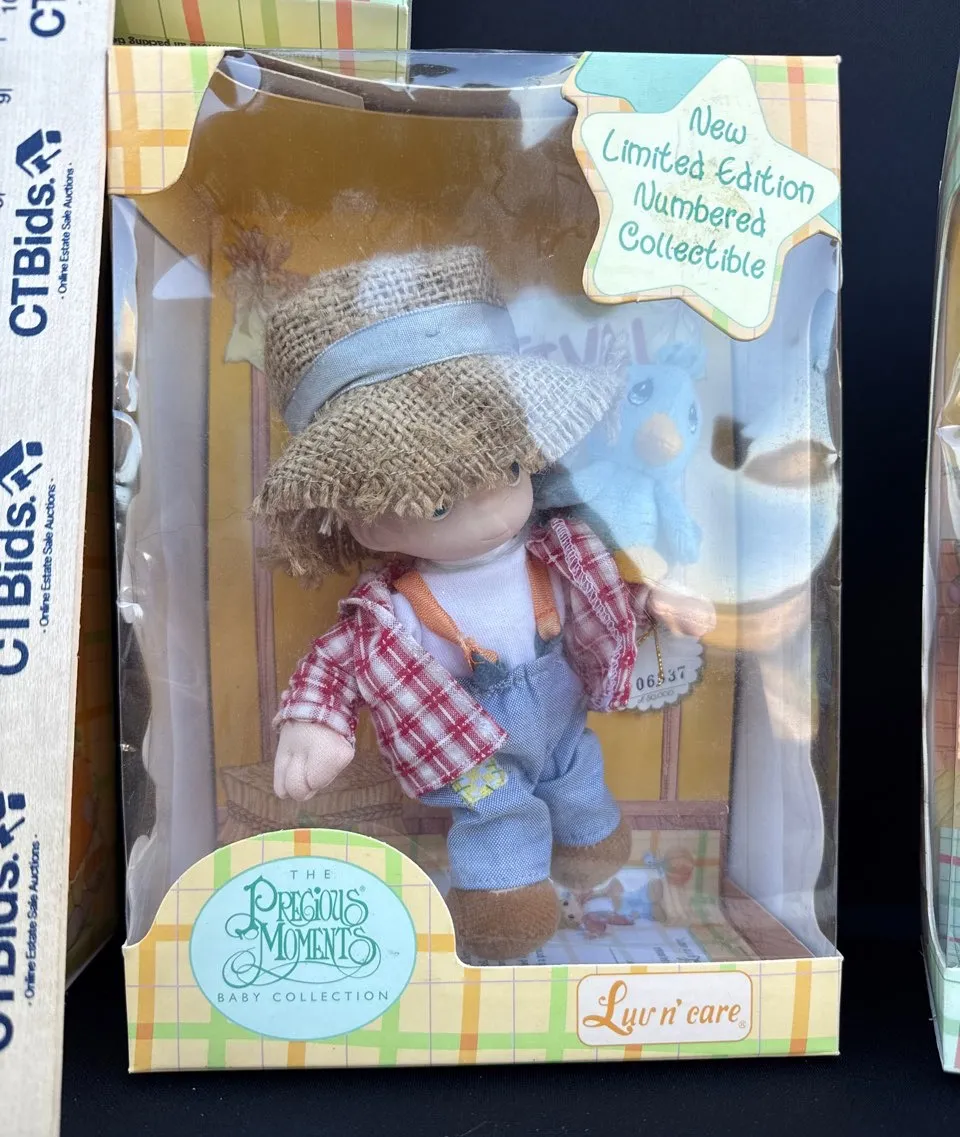 CTBids.
· Online Estate Sale Auctions ·
CTBids.
· Online Estate Sale Auctions ·
CTBids.
· Online Estate Sale Auctions ·
New
Limited Edition
Numbered
Collectible
06937
THE
PRECIOUS
MOMENTS
BABY COLLECTION
Luv n' care®